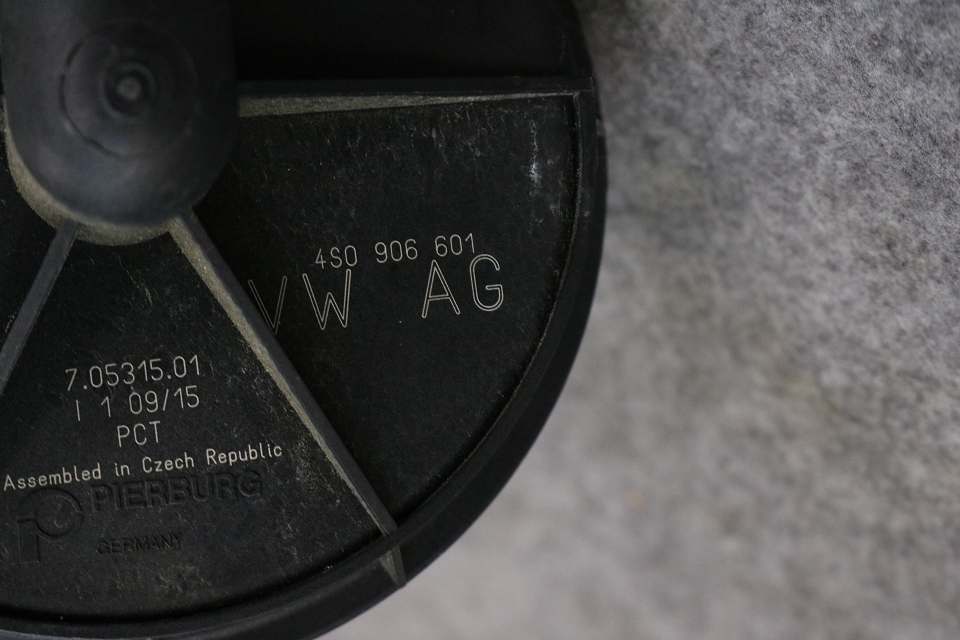 4S0 906 601
VW AG
7.05315.01
I 1 09/15
PCT
Assembled in Czech Republic
PIERBURG
GERMANY